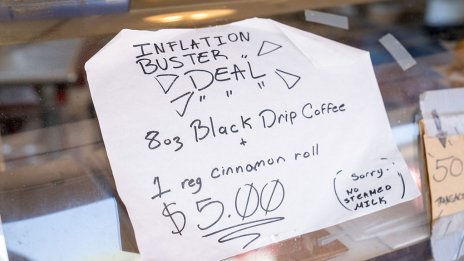 INFLATION
BUSTER
"DEAL"
8oz Black Drip Coffee
+
1 reg cinnamon roll
$5.00
(Sorry:
NO
STEAMED
MILK)
50